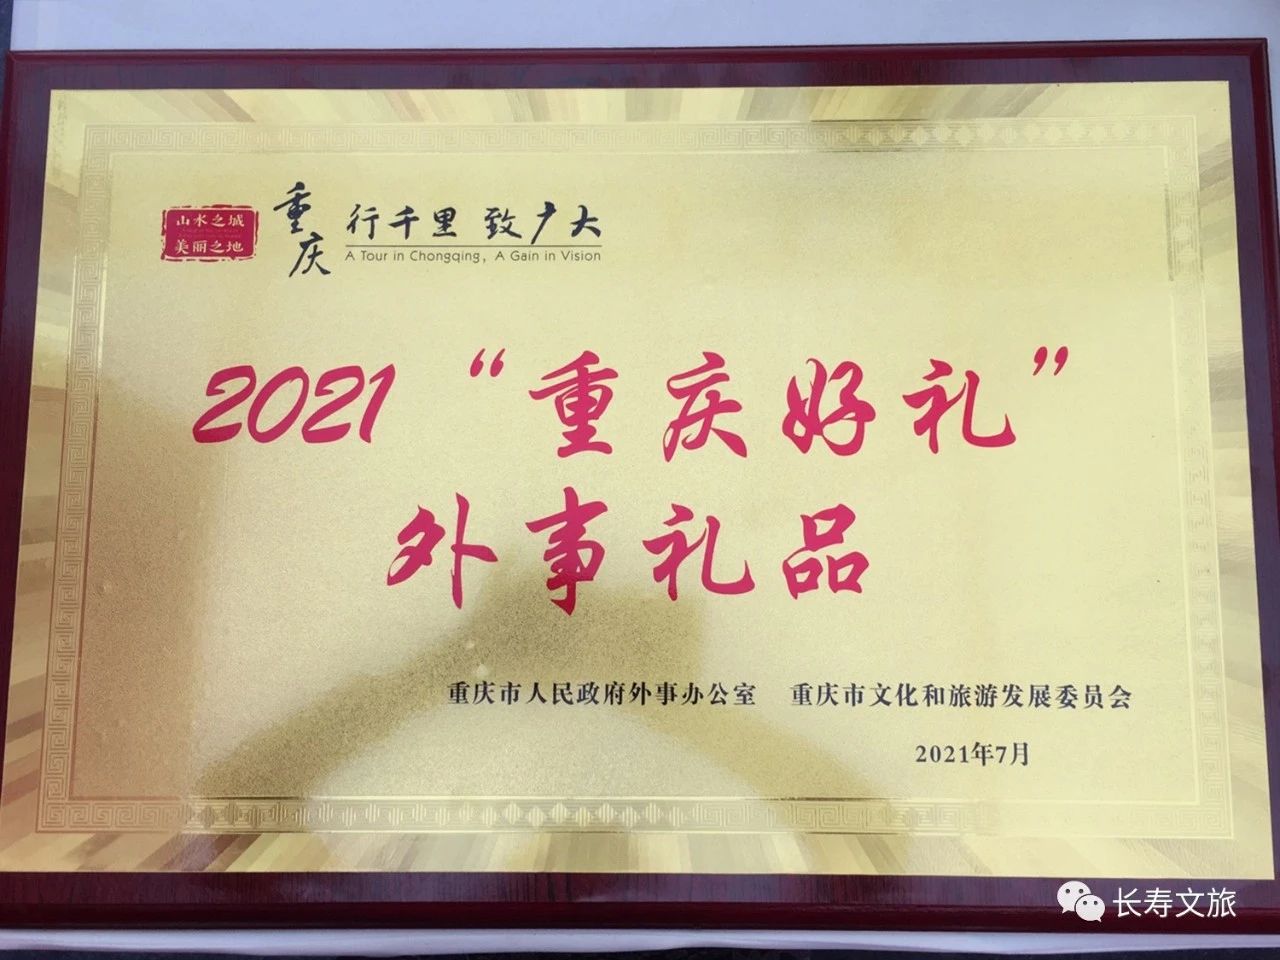 山水之城
美丽之地
重庆
行千里 致广大
A Tour in Chongqing, A Gain in Vision
2021“重庆好礼”
外事礼品
重庆市人民政府外事办公室 重庆市文化和旅游发展委员会
2021年7月
长寿文旅